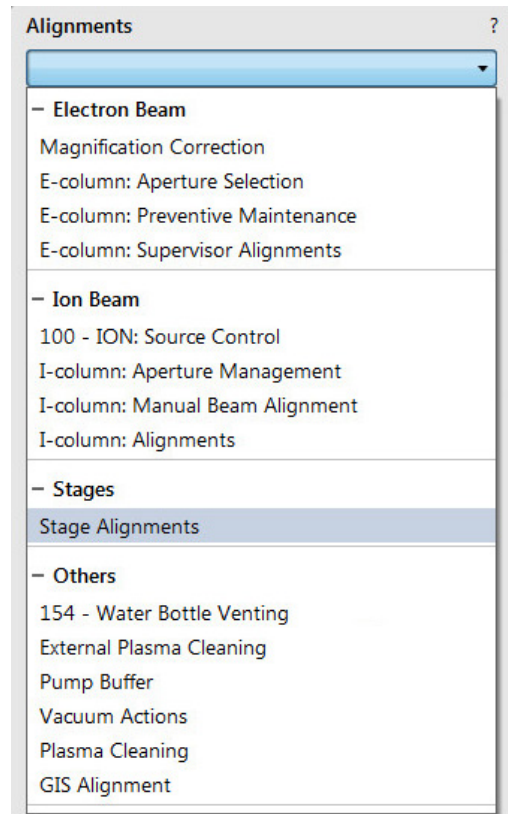 Alignments ?
− Electron Beam
Magnification Correction
E-column: Aperture Selection
E-column: Preventive Maintenance
E-column: Supervisor Alignments
− Ion Beam
100 - ION: Source Control
I-column: Aperture Management
I-column: Manual Beam Alignment
I-column: Alignments
− Stages
Stage Alignments
− Others
154 - Water Bottle Venting
External Plasma Cleaning
Pump Buffer
Vacuum Actions
Plasma Cleaning
GIS Alignment